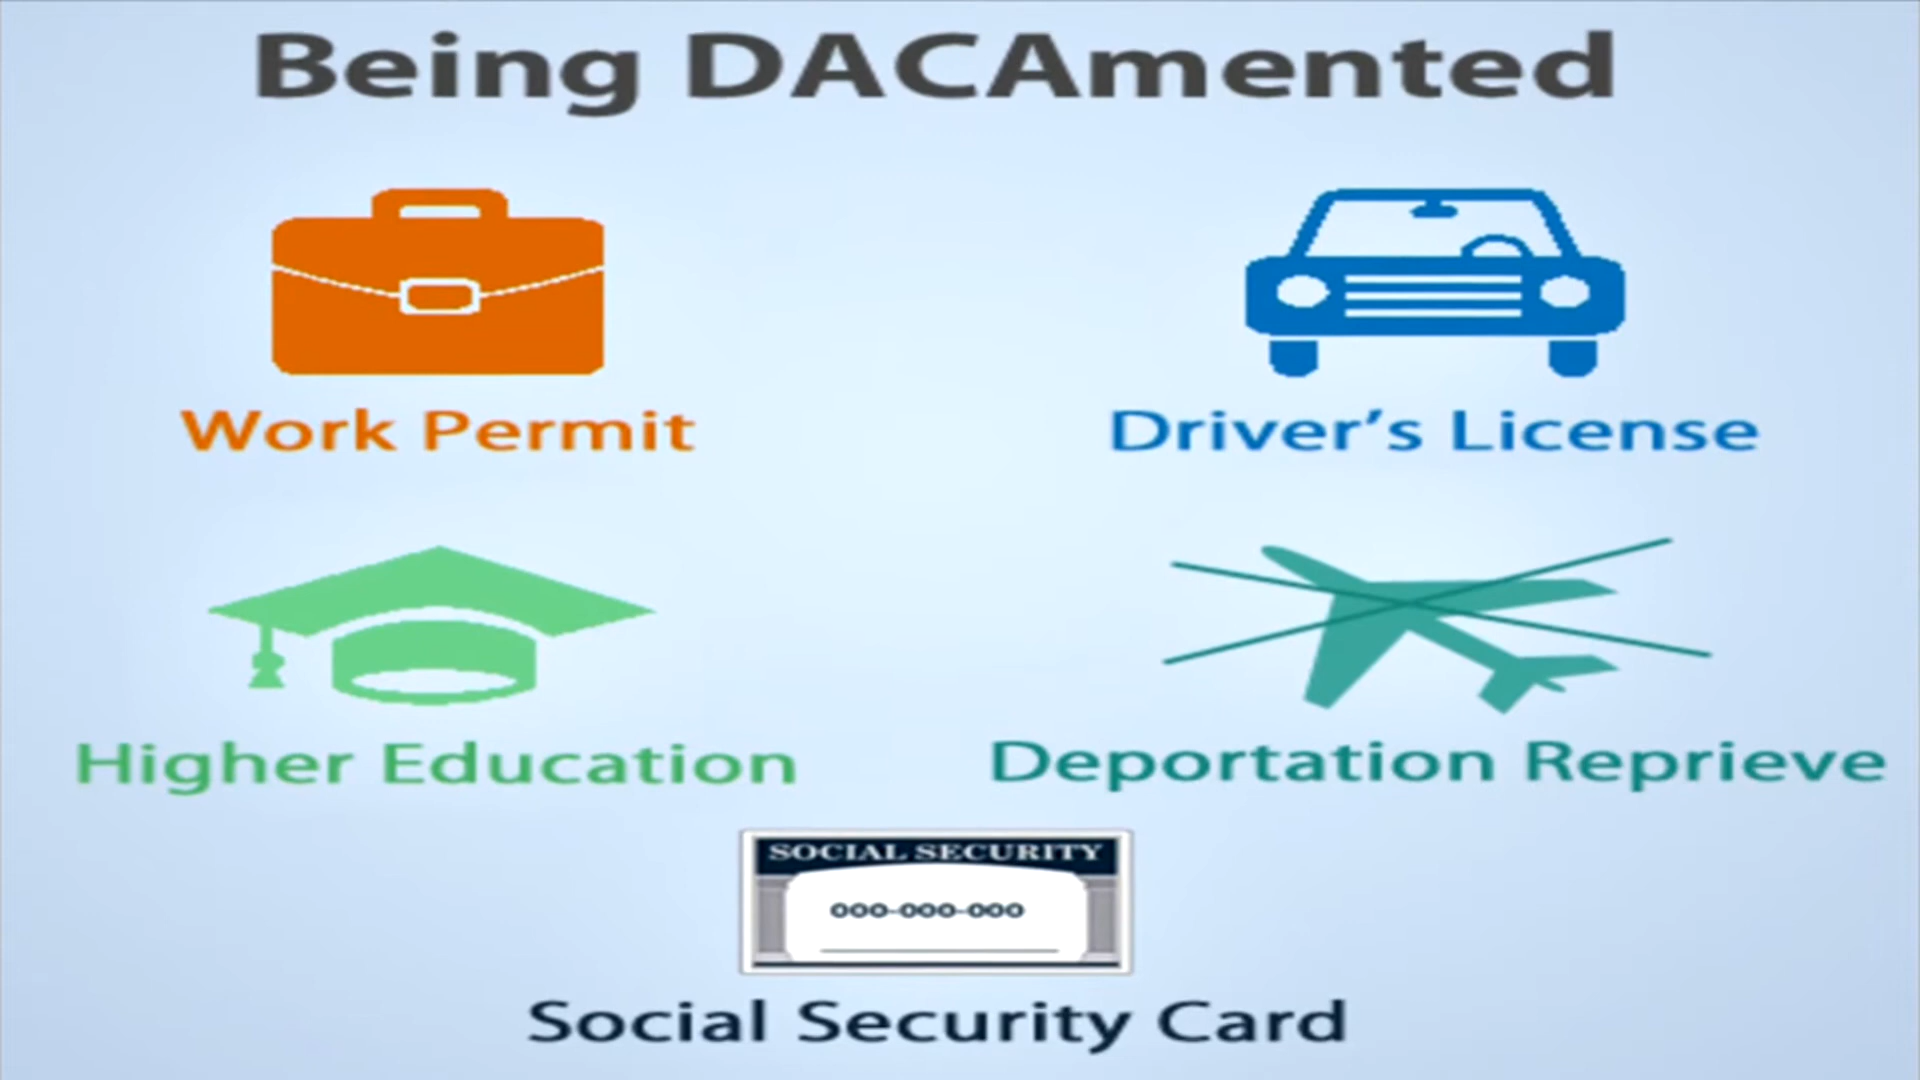 Being DACAmented
Work Permit
Driver's License
Higher Education
Deportation Reprieve
SOCIAL SECURITY
000-000-000
Social Security Card